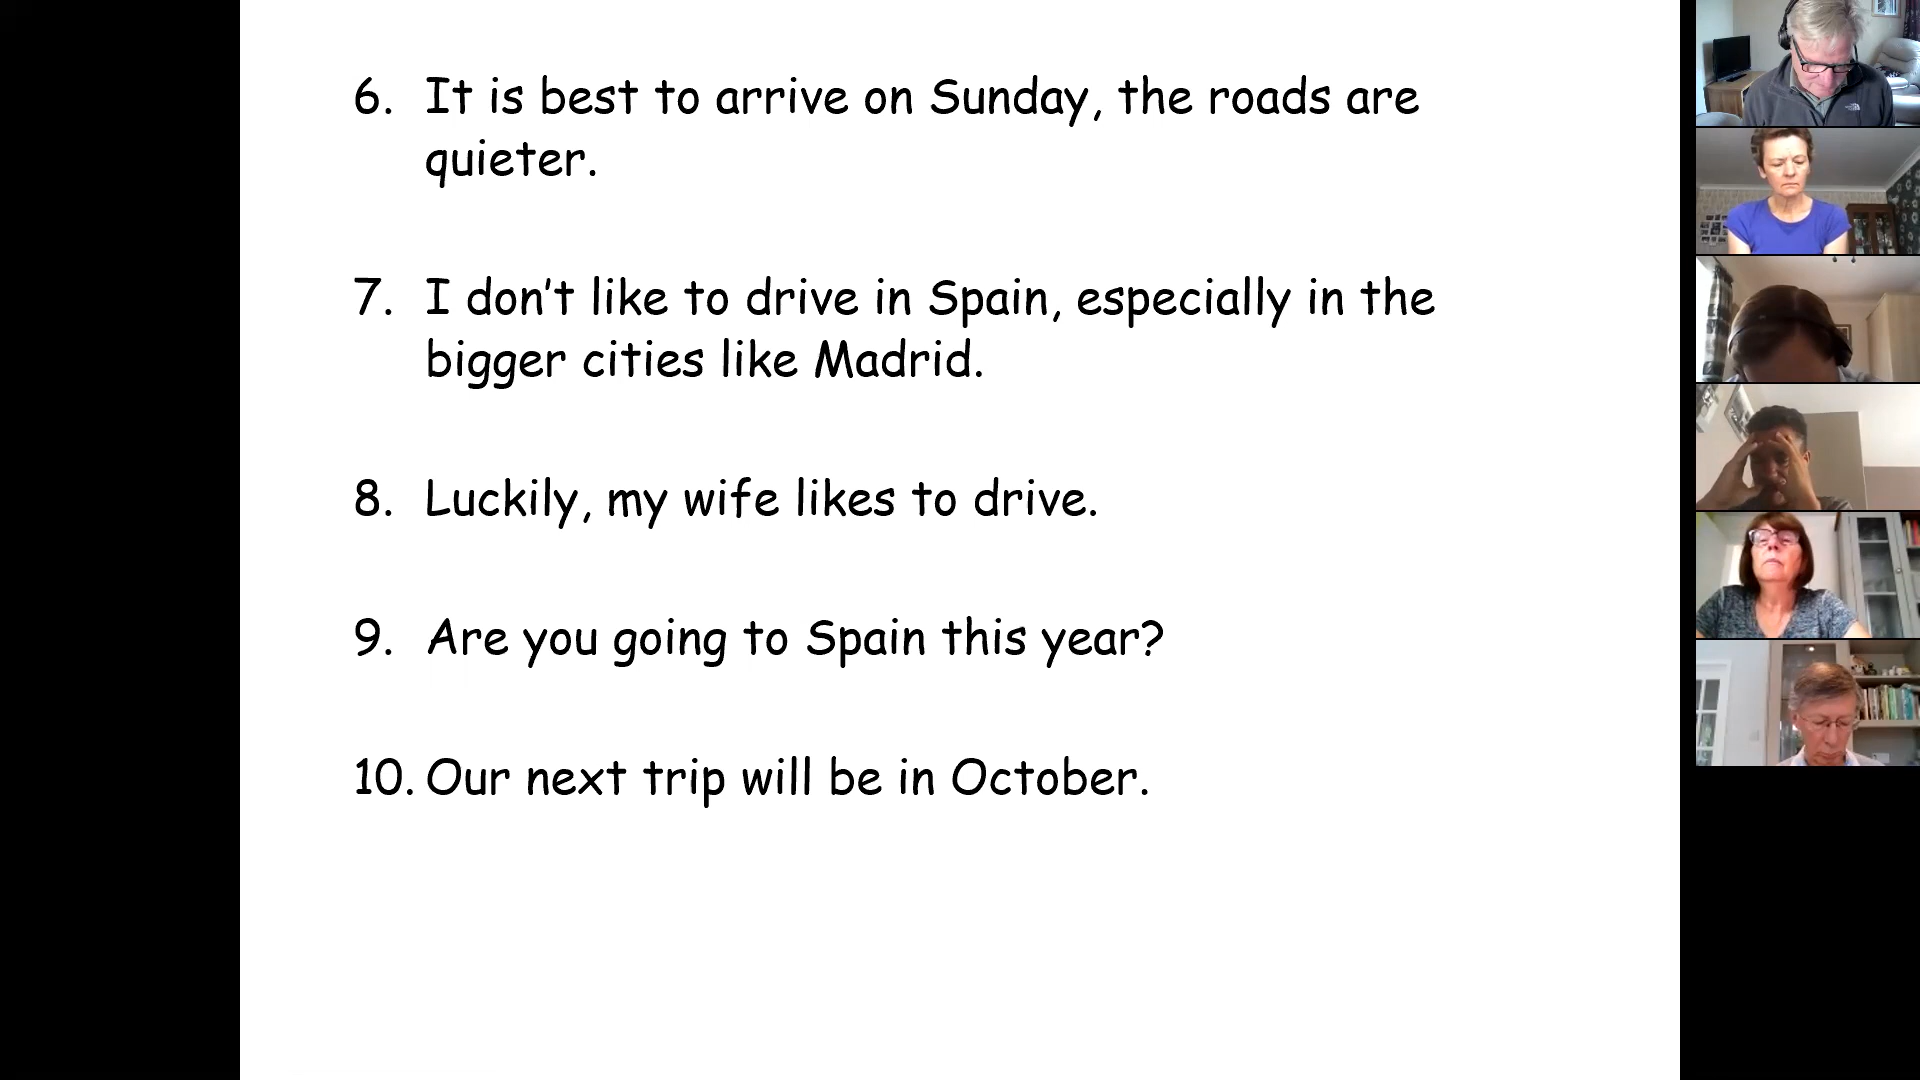 6. It is best to arrive on Sunday, the roads are
quieter.
7. I don't like to drive in Spain, especially in the
bigger cities like Madrid.
8. Luckily, my wife likes to drive.
9. Are you going to Spain this year?
10. Our next trip will be in October.